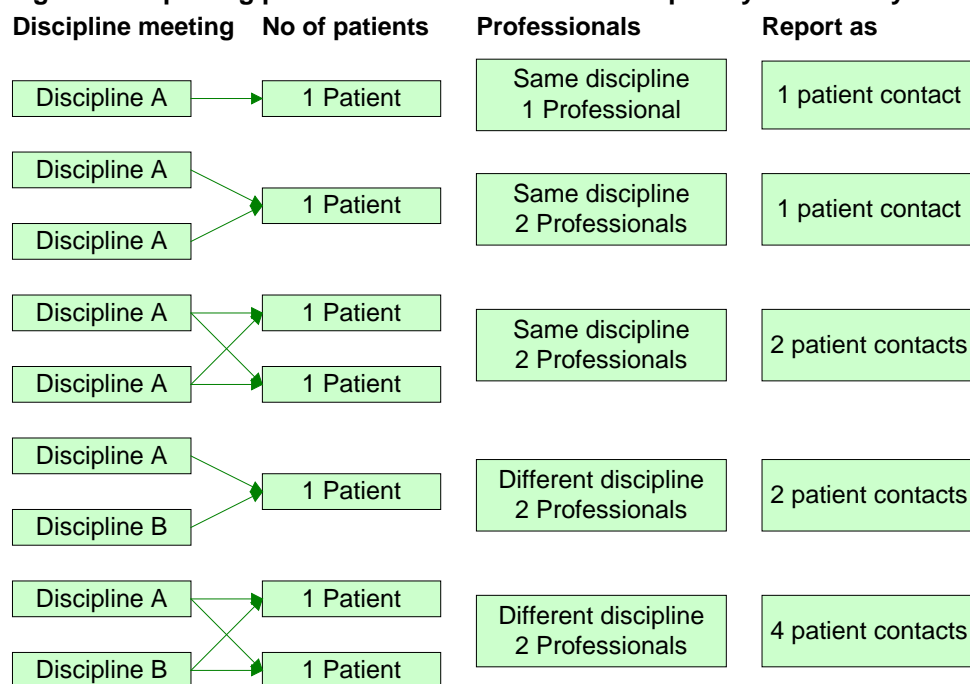 Discipline meeting No of patients Professionals Report as
Discipline A 1 Patient Same discipline
1 Professional 1 patient contact
Discipline A
Discipline A
1 Patient Same discipline
2 Professionals 1 patient contact
Discipline A 1 Patient
Discipline A 1 Patient
Same discipline
2 Professionals 2 patient contacts
Discipline A
Discipline B
1 Patient Different discipline
2 Professionals 2 patient contacts
Discipline A 1 Patient
Discipline B 1 Patient
Different discipline
2 Professionals 4 patient contacts